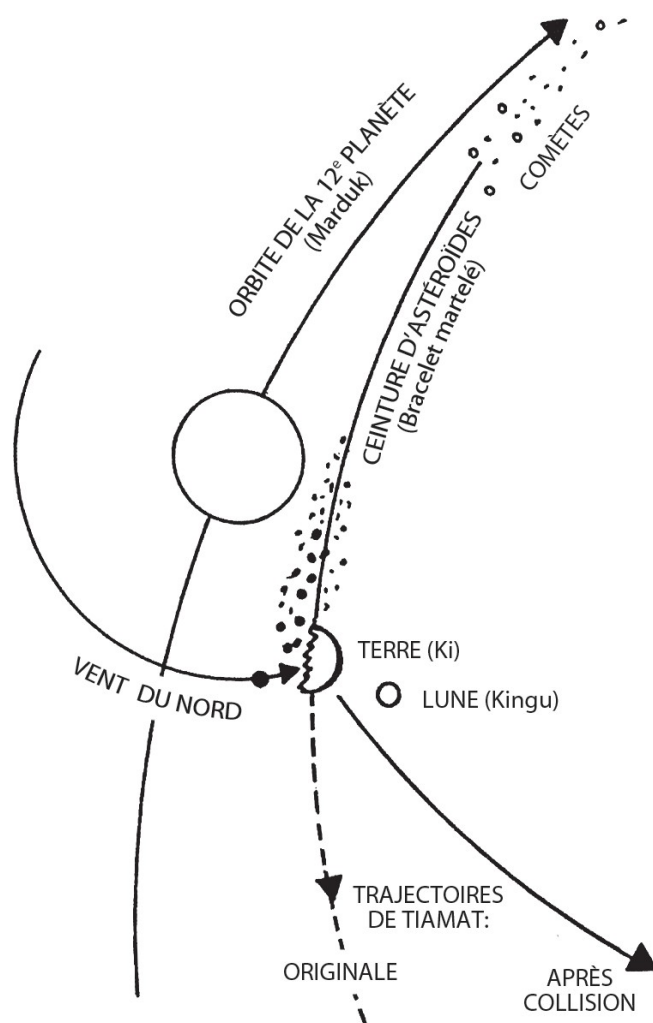 ORBITE DE LA 12e PLANÈTE
(Marduk)
COMÈTES
CEINTURE D'ASTÉROÏDES
(Bracelet martelé)
TERRE (Ki)
LUNE (Kingu)
VENT DU NORD
TRAJECTOIRES
DE TIAMAT:
ORIGINALE
APRÈS
COLLISION